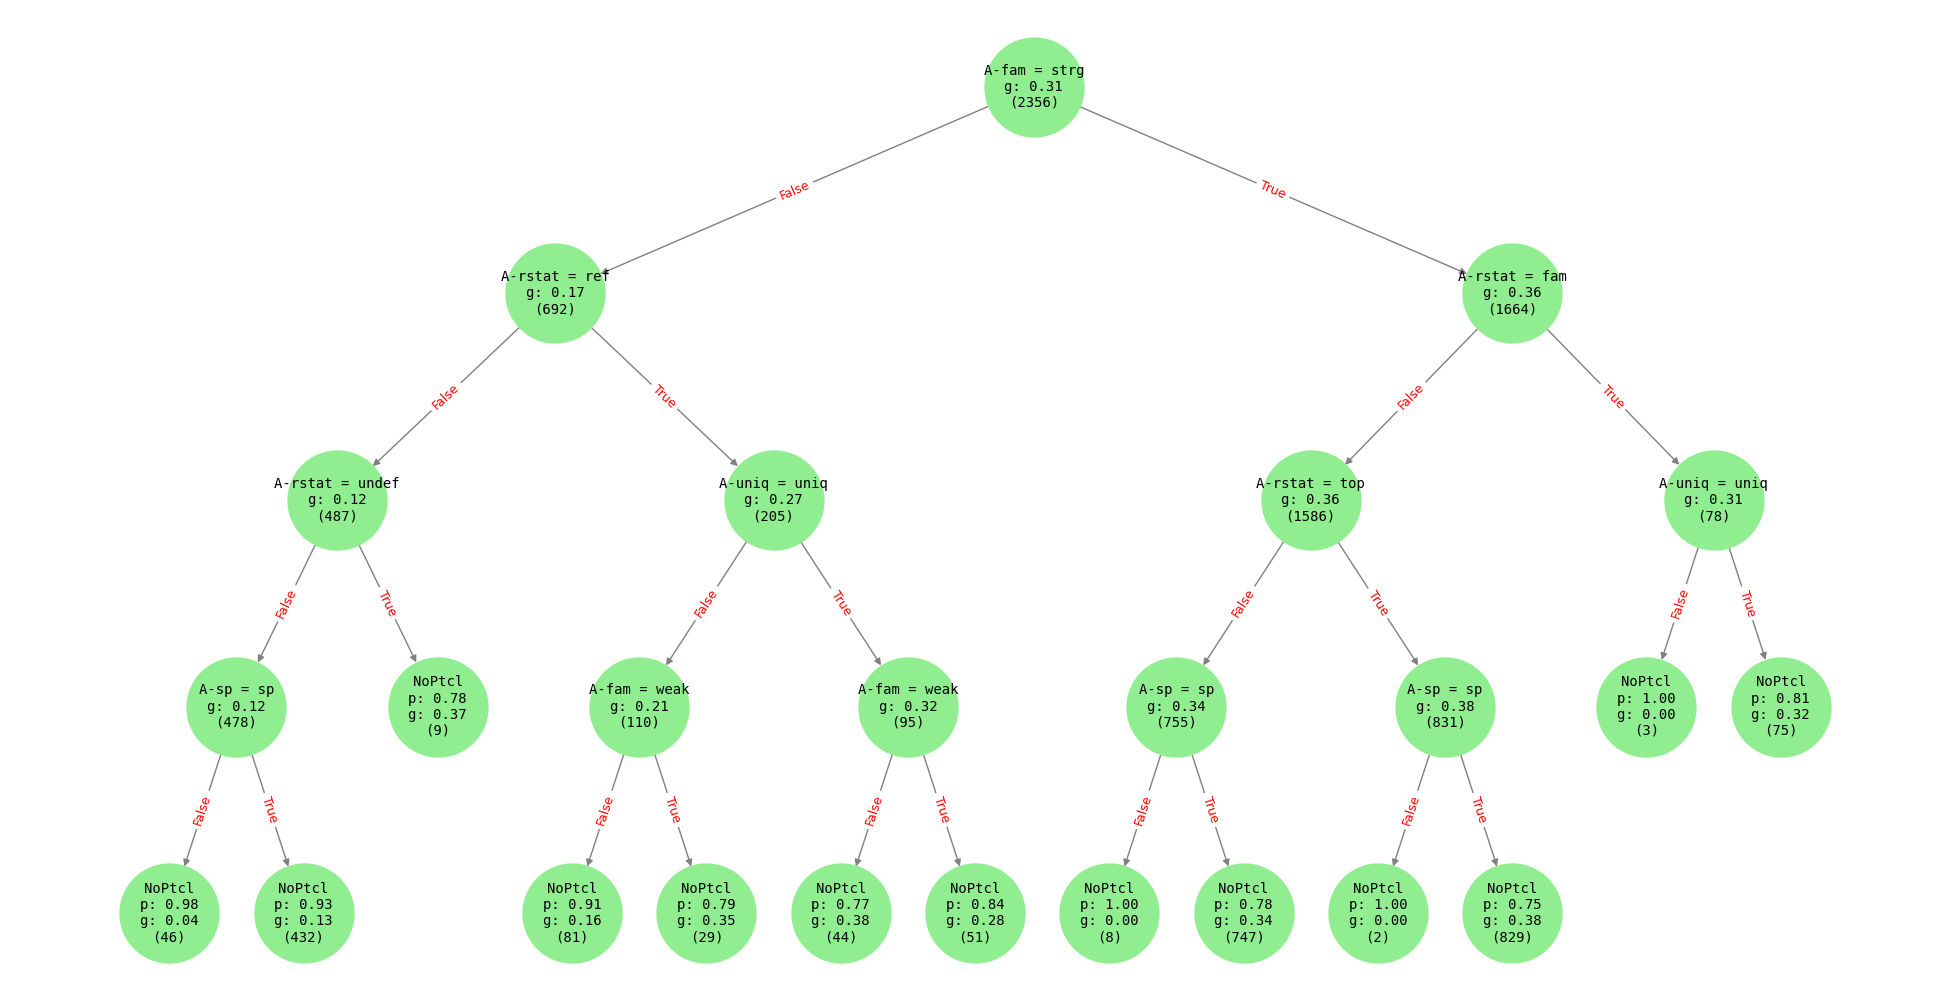 A-fam = strg
g: 0.31
(2356)
False
True
A-rstat = ref
g: 0.17
(692)
A-rstat = fam
g: 0.36
(1664)
False
True
False
True
A-rstat = undef
g: 0.12
(487)
A-uniq = uniq
g: 0.27
(205)
A-rstat = top
g: 0.36
(1586)
A-uniq = uniq
g: 0.31
(78)
False
True
False
True
False
True
False
True
A-sp = sp
g: 0.12
(478)
NoPtcl
p: 0.78
g: 0.37
(9)
A-fam = weak
g: 0.21
(110)
A-fam = weak
g: 0.32
(95)
A-sp = sp
g: 0.34
(755)
A-sp = sp
g: 0.38
(831)
NoPtcl
p: 1.00
g: 0.00
(3)
NoPtcl
p: 0.81
g: 0.32
(75)
False
True
False
True
False
True
False
True
False
True
NoPtcl
p: 0.98
g: 0.04
(46)
NoPtcl
p: 0.93
g: 0.13
(432)
NoPtcl
p: 0.91
g: 0.16
(81)
NoPtcl
p: 0.79
g: 0.35
(29)
NoPtcl
p: 0.77
g: 0.38
(44)
NoPtcl
p: 0.84
g: 0.28
(51)
NoPtcl
p: 1.00
g: 0.00
(8)
NoPtcl
p: 0.78
g: 0.34
(747)
NoPtcl
p: 1.00
g: 0.00
(2)
NoPtcl
p: 0.75
g: 0.38
(829)